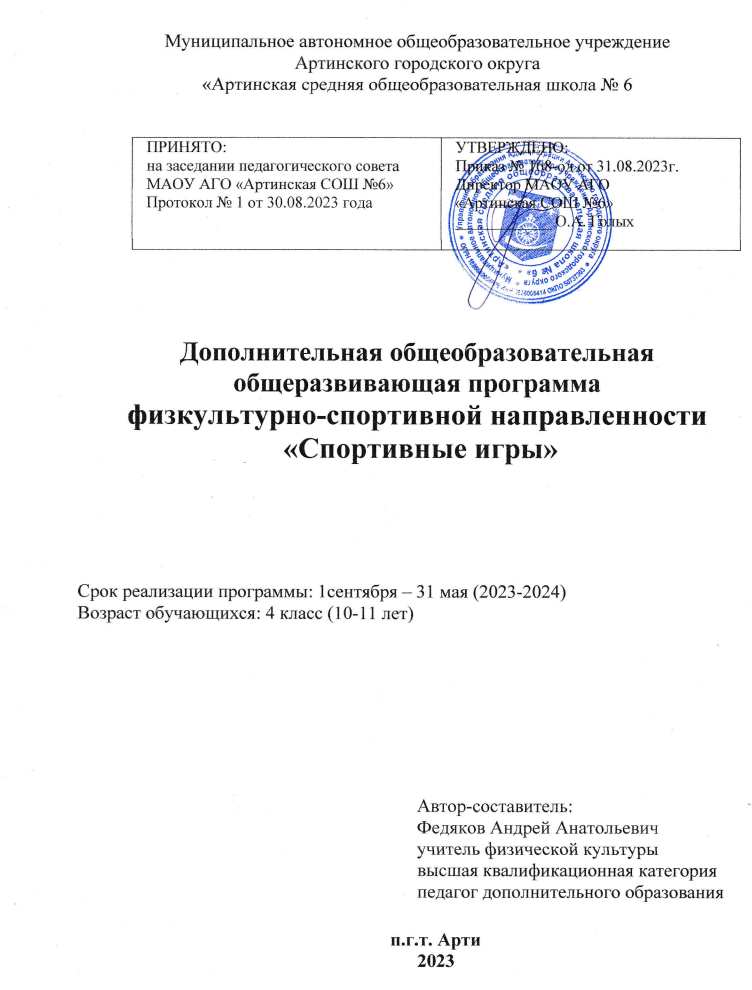 Муниципальное автономное общеобразовательное учреждение
Артинского городского округа
«Артинская средняя общеобразовательная школа № 6
ПРИНЯТО:
на заседании педагогического совета
МАОУ АГО «Артинская СОШ №6»
Протокол № 1 от 30.08.2023 года
УТВЕРЖДЕНО:
Приказ № 168-о от 31.08.2023г.
Директор МАОУ АГО
«Артинская СОШ №6»
О.А. Голых
Дополнительная общеобразовательная
общеразвивающая программа
физкультурно-спортивной направленности
«Спортивные игры»
Срок реализации программы: 1сентября – 31 мая (2023-2024)
Возраст обучающихся: 4 класс (10-11 лет)
Автор-составитель:
Федяков Андрей Анатольевич
учитель физической культуры
высшая квалификационная категория
педагог дополнительного образования
п.г.т. Арти
2023